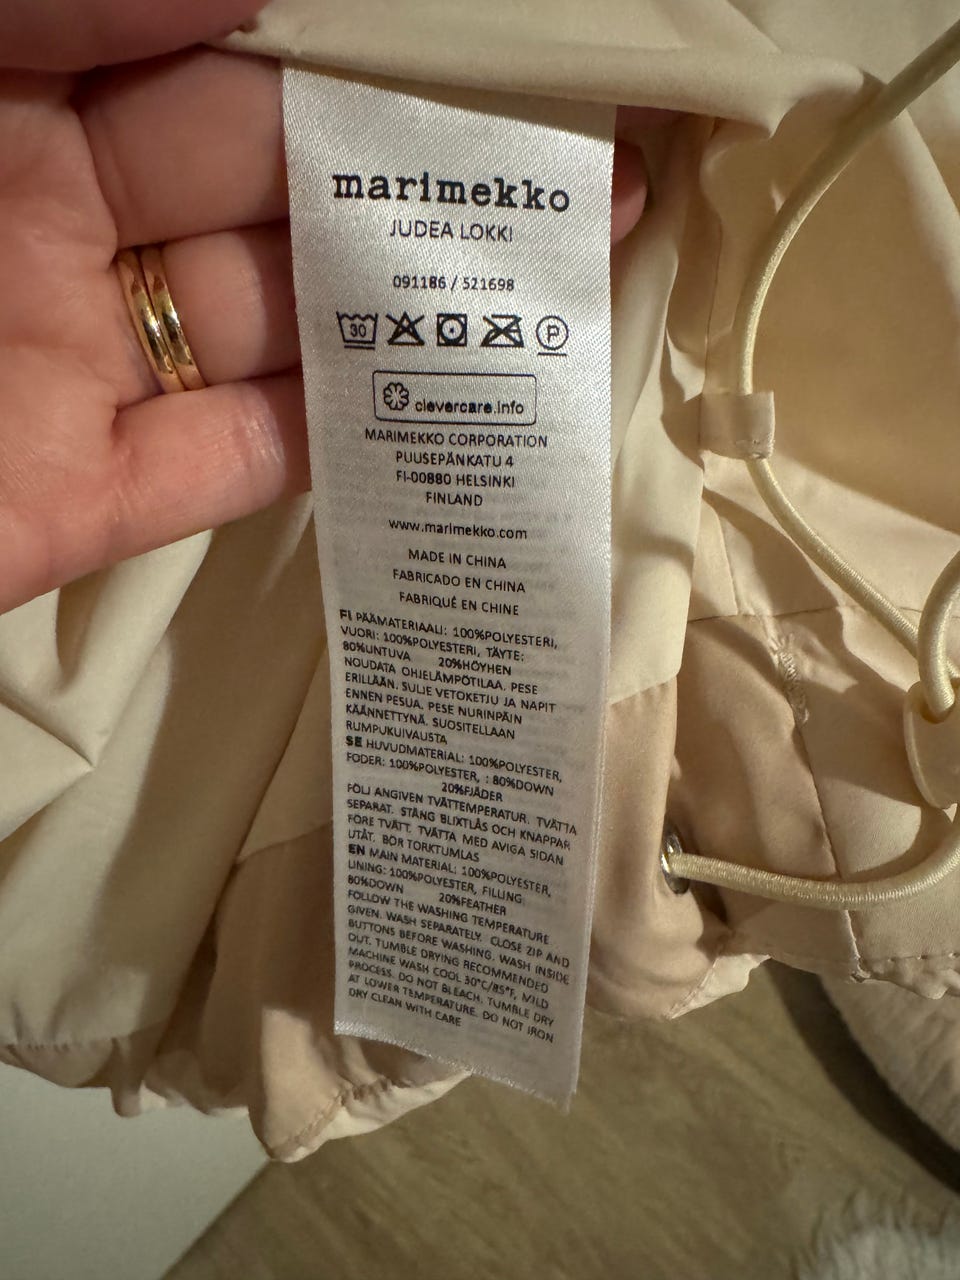 marimekko
JUDEA LOKKI
091186 / 521698
30
P
clevercare.info
MARIMEKKO CORPORATION
PUUSEPÄNKATU 4
FI-00880 HELSINKI
FINLAND
www.marimekko.com
MADE IN CHINA
FABRICADO EN CHINA
FABRIQUÉ EN CHINE
FI PÄÄMATERIAALI: 100%POLYESTERI,
VUORI: 100%POLYESTERI, TÄYTE:
80%UNTUVA 20%HÖYHEN
NOUDATA OHJELÄMPÖTILAA. PESE
ERILLÄÄN. SULJE VETOKETJU JA NAPIT
ENNEN PESUA. PESE NURINPÄIN
KÄÄNNETTYNÄ. SUOSITELLAAN
RUMPUKUIVAUSTA
SE HUVUDMATERIAL: 100%POLYESTER,
FODER: 100%POLYESTER, : 80%DOWN
20%FJÄDER
FÖLJ ANGIVEN TVÄTTEMPERATUR. TVÄTTA
SEPARAT. STÄNG BLIXTLÅS OCH KNAPPAR
FÖRE TVÄTT. TVÄTTA MED AVIGA SIDAN
UTÅT. BÖR TORKTUMLAS
EN MAIN MATERIAL: 100%POLYESTER,
LINING: 100%POLYESTER, FILLING:
80%DOWN 20%FEATHER
FOLLOW THE WASHING TEMPERATURE
GIVEN. WASH SEPARATELY. CLOSE ZIP AND
BUTTONS BEFORE WASHING. WASH INSIDE
OUT. TUMBLE DRYING RECOMMENDED
MACHINE WASH COOL 30°C/85°F, MILD
PROCESS. DO NOT BLEACH. TUMBLE DRY
AT LOWER TEMPERATURE. DO NOT IRON
DRY CLEAN WITH CARE